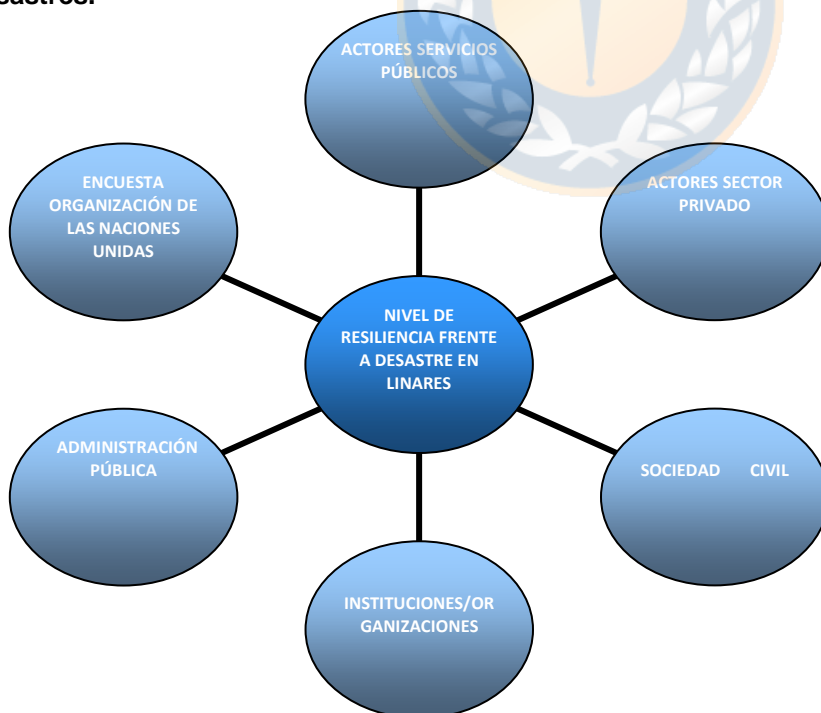 sastros.
ACTORES SERVICIOS
PÚBLICOS
ENCUESTA
ORGANIZACIÓN DE
LAS NACIONES
UNIDAS
ACTORES SECTOR
PRIVADO
NIVEL DE
RESILIENCIA FRENTE
A DESASTRE EN
LINARES
ADMINISTRACIÓN
PÚBLICA
SOCIEDAD CIVIL
INSTITUCIONES/OR
GANIZACIONES